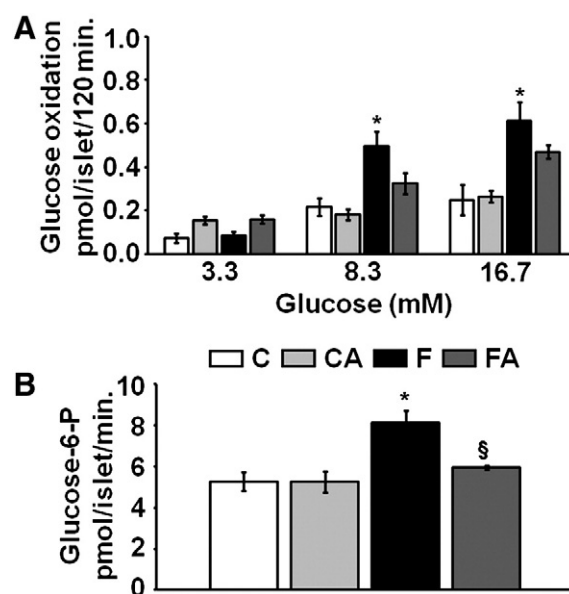 A
Glucose oxidation
pmol/islet/120 min.
1.0
0.8
0.6
0.4
0.2
0.0
*
*
3.3 8.3 16.7
Glucose (mM)
C CA F FA
B
Glucose-6-P
pmol/islet/min.
10
8
6
4
2
0
*
§